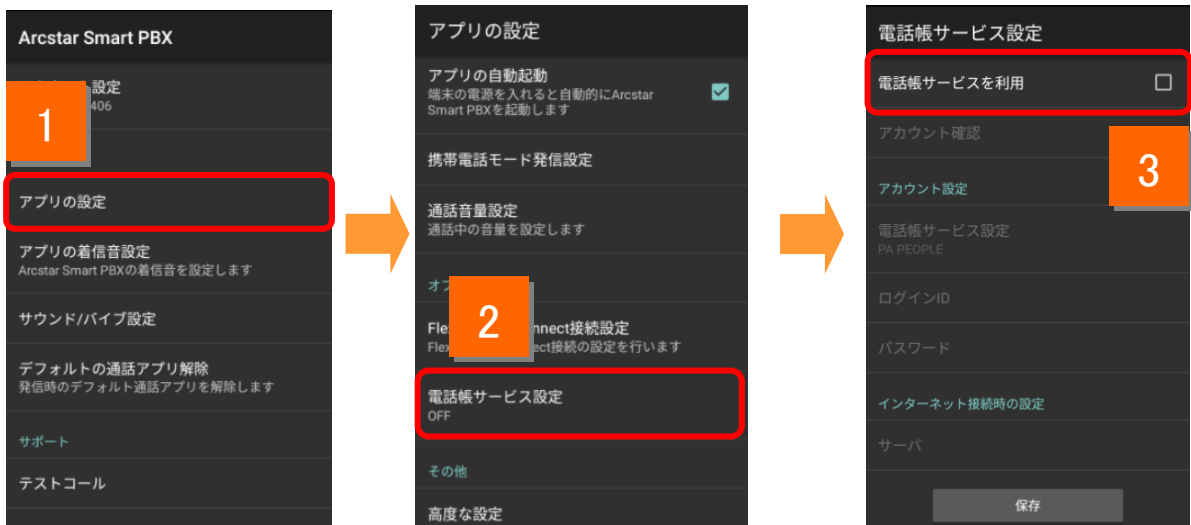 Arcstar Smart PBX
設定
406
1
アプリの設定
アプリの着信音設定
Arcstar Smart PBXの着信音を設定します
サウンド/バイブ設定
デフォルトの通話アプリ解除
発信時のデフォルト通話アプリを解除します
サポート
テストコール
アプリの設定
アプリの自動起動
端末の電源を入れると自動的にArcstar
Smart PBXを起動します
携帯電話モード発信設定
通話音量設定
通話中の音量を設定します
オフ
2
Fle nnect接続設定
Flex ect接続の設定を行います
電話帳サービス設定
OFF
その他
高度な設定
電話帳サービス設定
電話帳サービスを利用
アカウント確認
3
アカウント設定
電話帳サービス設定
PA PEOPLE
ログインID
パスワード
インターネット接続時の設定
サーバ
保存